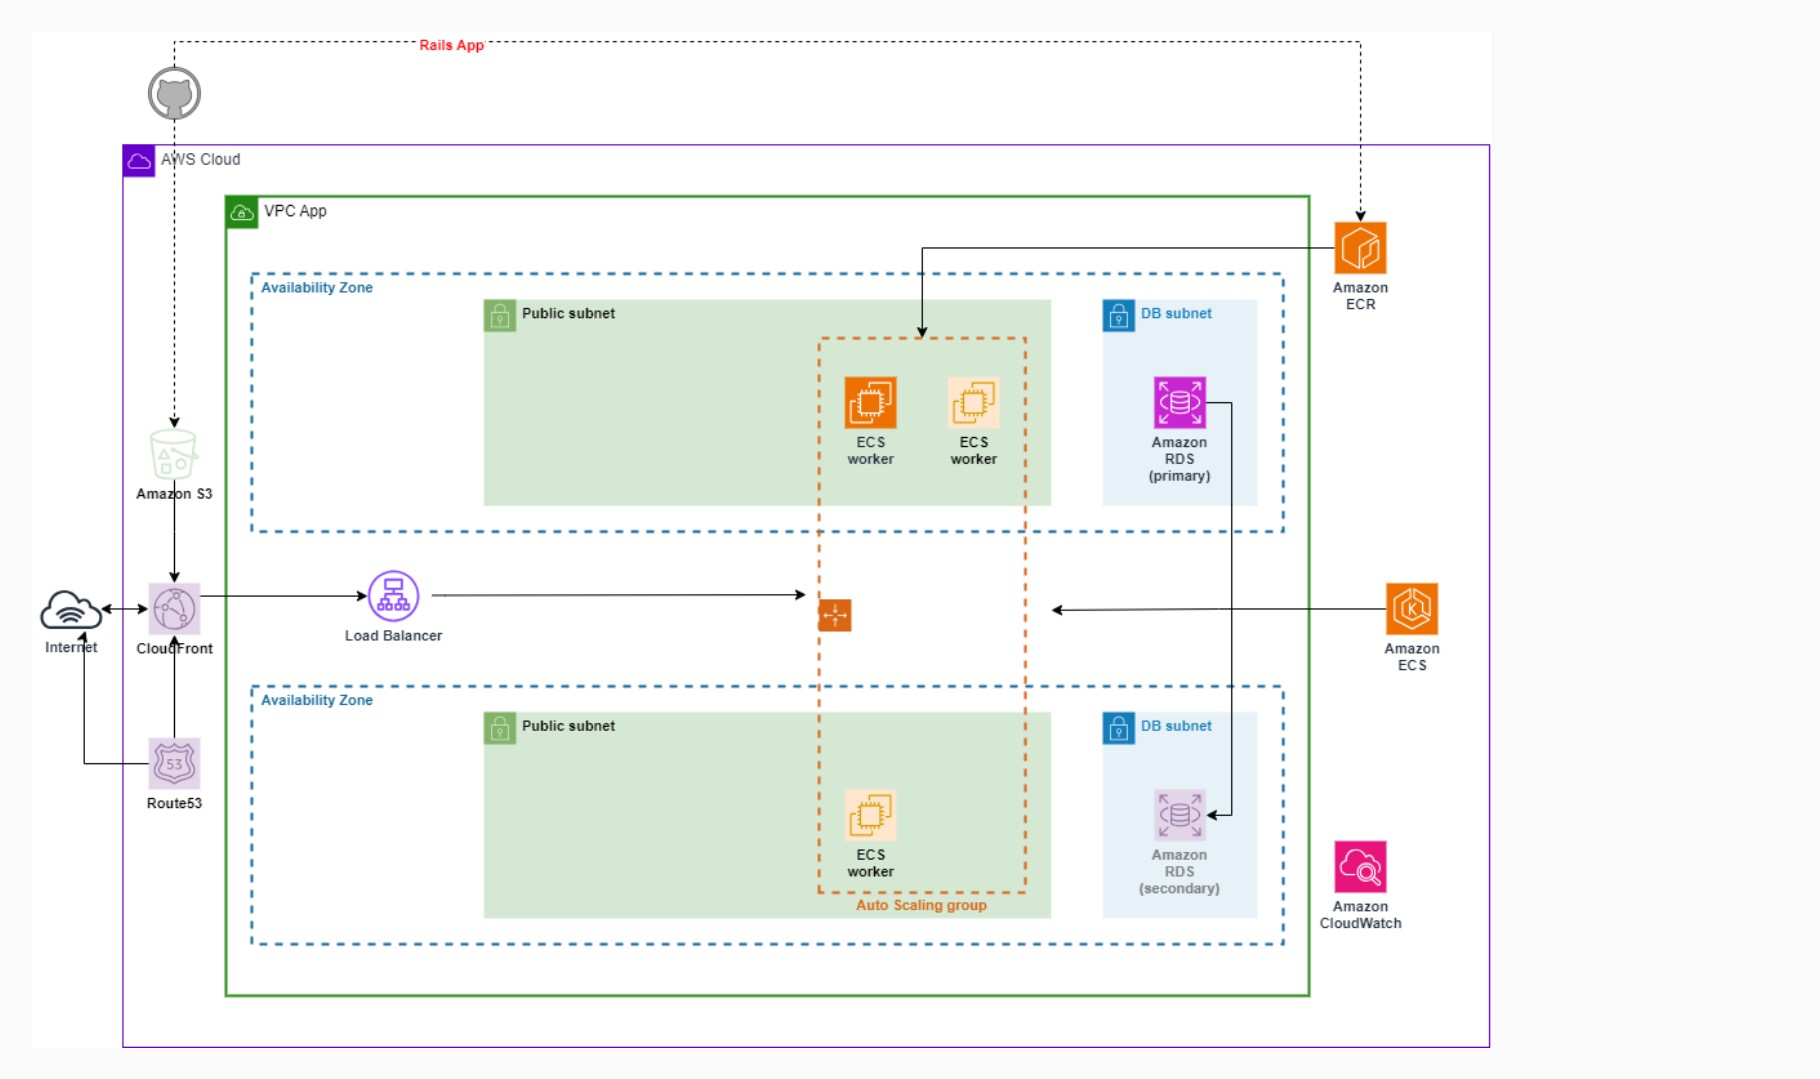 Rails App
AWS Cloud
VPC App
Availability Zone
Public subnet
DB subnet
Amazon
ECR
ECS
worker
ECS
worker
Amazon
RDS
(primary)
Amazon S3
Internet
CloudFront
Load Balancer
Amazon
ECS
Availability Zone
Public subnet
DB subnet
53
Route53
ECS
worker
Amazon
RDS
(secondary)
Auto Scaling group
Amazon
CloudWatch
K